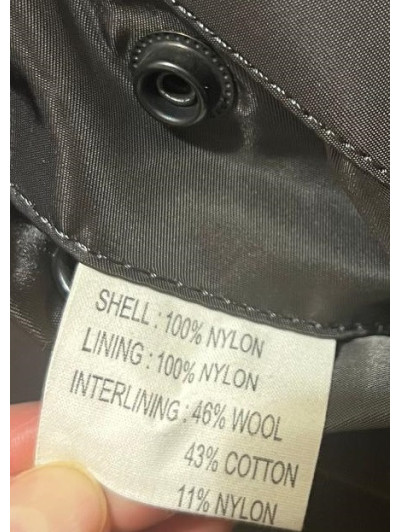 SHELL : 100% NYLON
LINING : 100% NYLON
INTERLINING : 46% WOOL
43% COTTON
11% NYLON